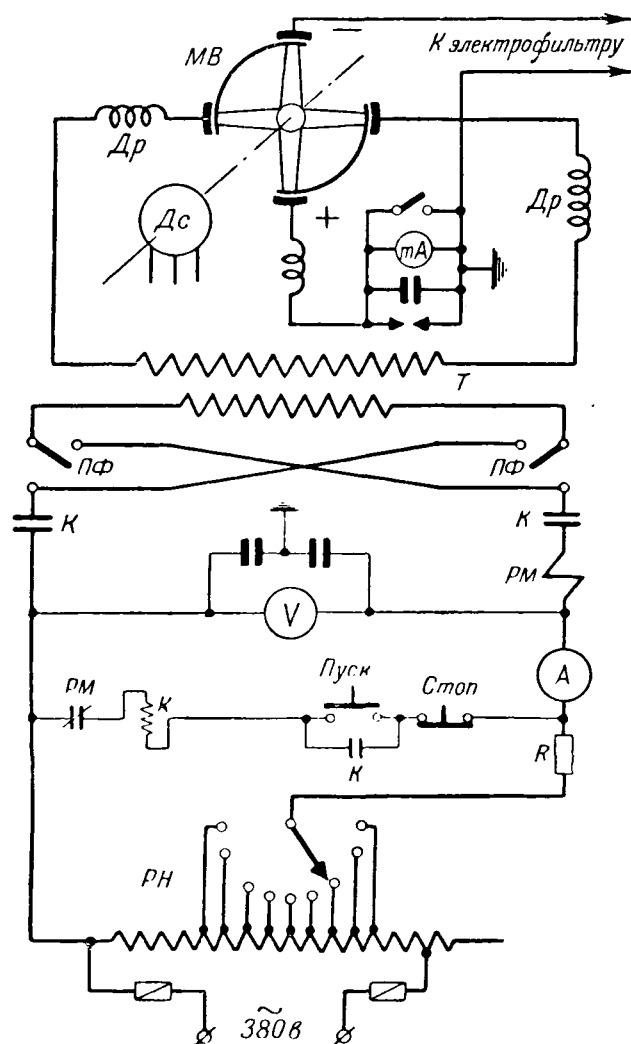 МВ
—
К электрофильтру
Др
Дс
+
mA
Др
Т
ПФ
ПФ
К
К
РМ
V
А
РМ
К
Пуск
Стоп
К
R
РН
~
380 в